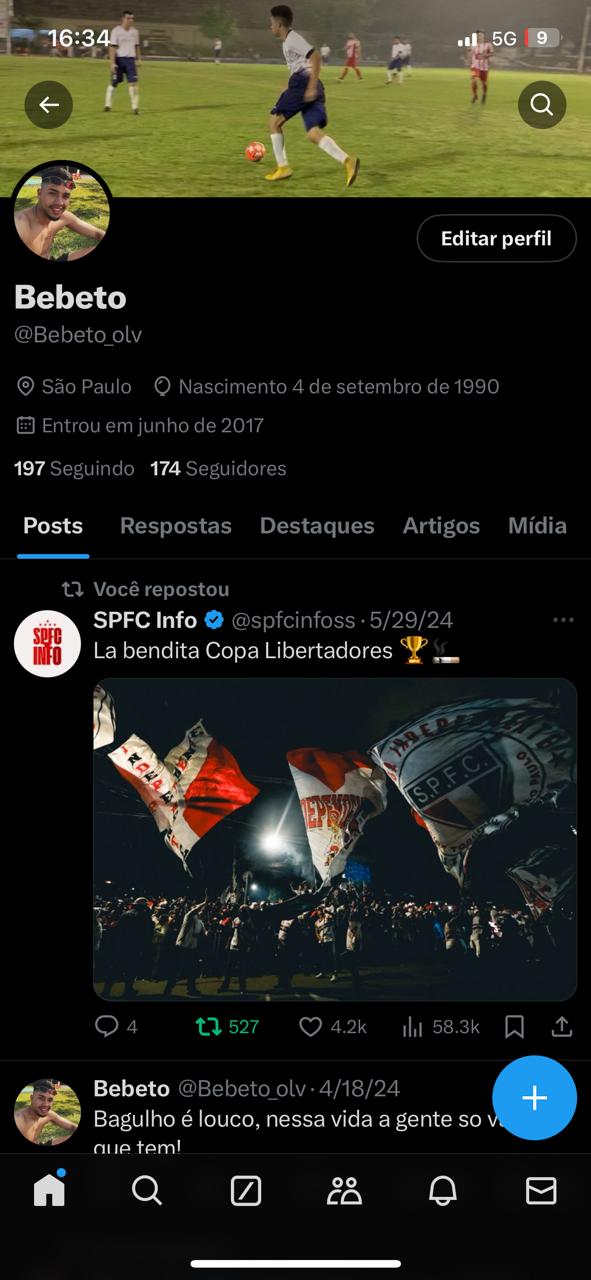 16:34
5G
9
Editar perfil
Bebeto
@Bebeto_olv
São Paulo Nascimento 4 de setembro de 1990
Entrou em junho de 2017
197 Seguindo 174 Seguidores
Posts Respostas Destaques Artigos Mídia
Você repostou
SPFC Info @spfcinfoss · 5/29/24
SPFC
INFO
La bendita Copa Libertadores 🏆🚬
INDEPENDENTE
S.P.F.C.
4 527 4.2k 58.3k
Bebeto @Bebeto_olv · 4/18/24
Bagulho é louco, nessa vida a gente so
que tem!